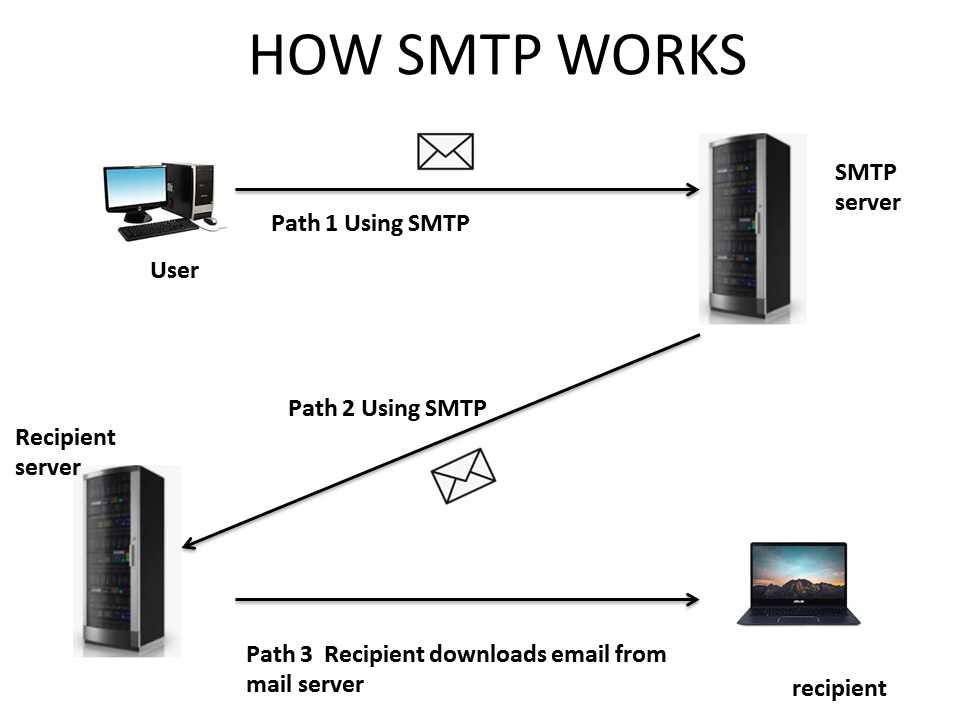 HOW SMTP WORKS
SMTP
server
Path 1 Using SMTP
User
Path 2 Using SMTP
Recipient
server
Path 3  Recipient downloads email from
mail server
recipient